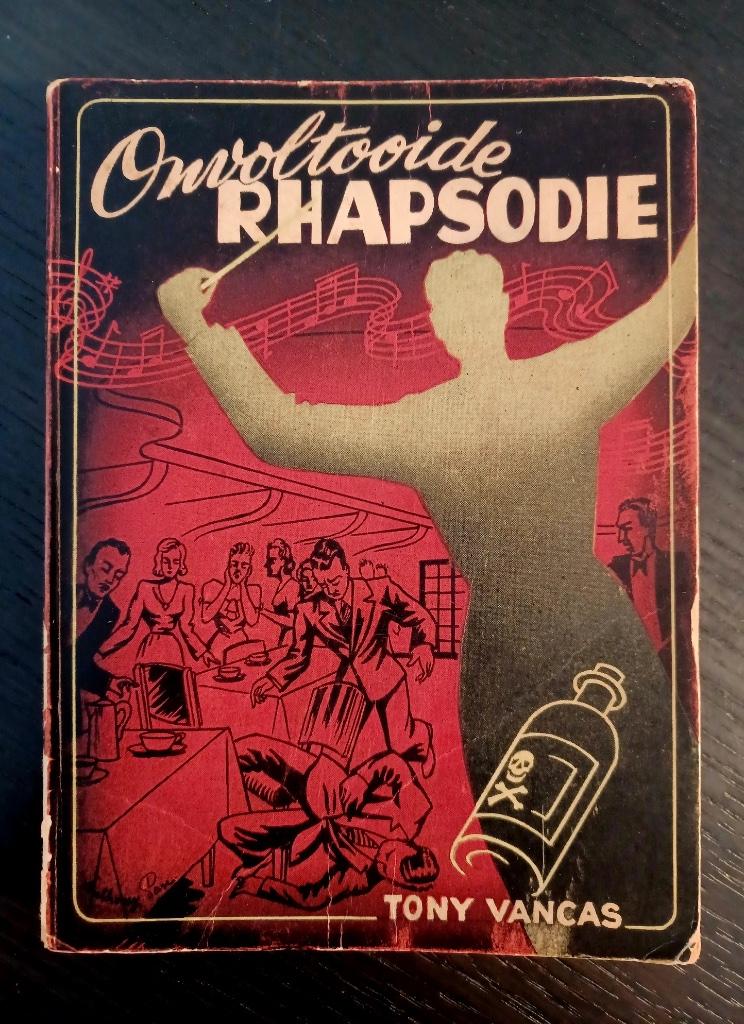 Onvoltooide
RHAPSODIE
TONY VANCAS